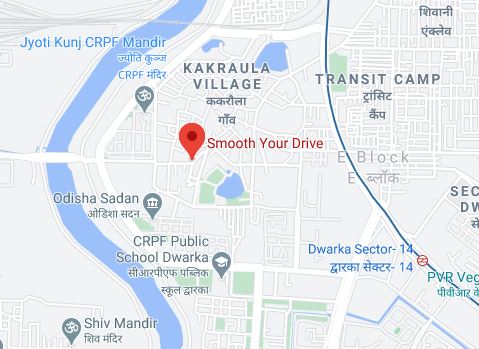 शिवानी
एंक्लेव
Jyoti Kunj CRPF Mandir
ज्योति कुञ्ज
CRPF मंदिर
KAKRAULA
VILLAGE
ककरौला
गाँव
TRANSIT CAMP
ट्रांसिट
कैंप
Smooth Your Drive
E Block
E ब्लॉक
Odisha Sadan
ओडिशा सदन
SEC
DW
CRPF Public
School Dwarka
सीआरपीएफ पब्लिक
स्कूल द्वारका
Dwarka Sector- 14
द्वारका सेक्टर- 14
PVR Veg
पीवीआर वे
Shiv Mandir
शिव मंदिर